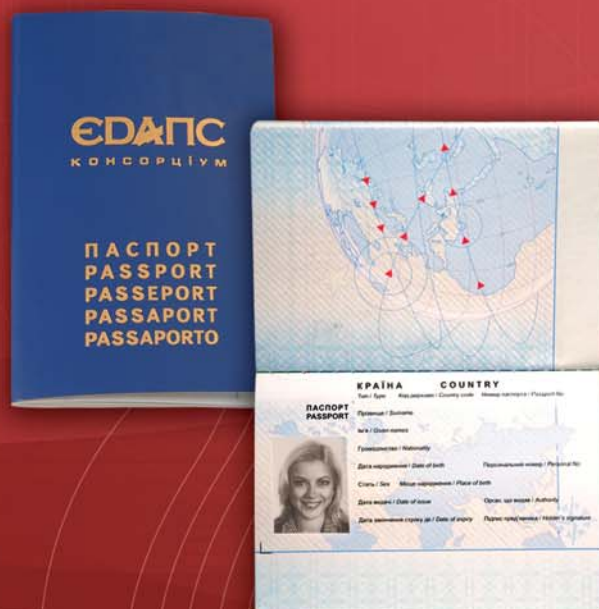 ЄДАПС
КОНСОРЦІУМ
ПАСПОРТ
PASSPORT
PASSEPORT
PASSAPORT
PASSAPORTO
КРАЇНА COUNTRY
Тип / Type Код держави / Country code Номер паспорта / Passport No
ПАСПОРТ
PASSPORT
Прізвище / Surname
Ім'я / Given names
Громадянство / Nationality
Дата народження / Date of birth Персональний номер / Personal No
Стать / Sex Місце народження / Place of birth
Дата видачі / Date of issue Орган, що видав / Authority
Дата закінчення строку дії / Date of expiry Підпис пред'явника / Holder's signature